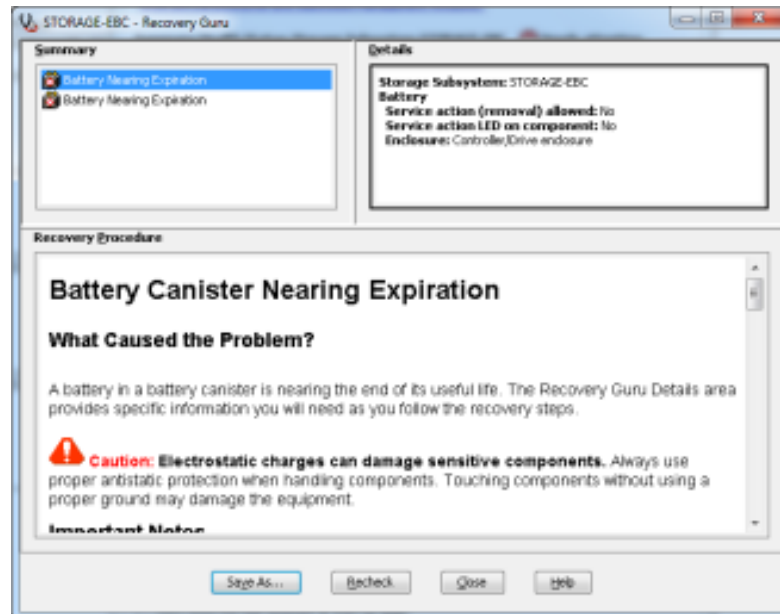 STORAGE-EBC - Recovery Guru
Summary
Battery Nearing Expiration
Battery Nearing Expiration
Details
Storage Subsystem: STORAGE-EBC
Battery
Service action (removal) allowed: No
Service action LED on component: No
Enclosure: Controller/Drive enclosure
Recovery Procedure
Battery Canister Nearing Expiration
What Caused the Problem?
A battery in a battery canister is nearing the end of its useful life. The Recovery Guru Details area
provides specific information you will need as you follow the recovery steps.
Caution: Electrostatic charges can damage sensitive components. Always use
proper antistatic protection when handling components. Touching components without using a
proper ground may damage the equipment.
Important Notes
Save As...
Recheck
Close
Help